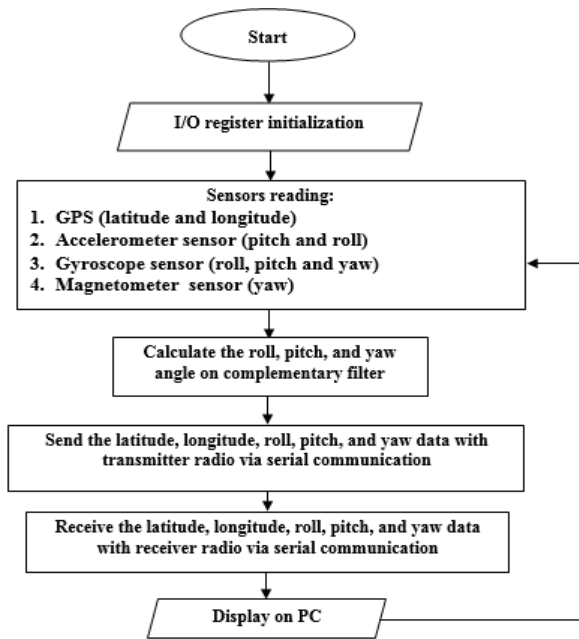 Start
I/O register initialization
Sensors reading:
1. GPS (latitude and longitude)
2. Accelerometer sensor (pitch and roll)
3. Gyroscope sensor (roll, pitch and yaw)
4. Magnetometer sensor (yaw)
Calculate the roll, pitch, and yaw
angle on complementary filter
Send the latitude, longitude, roll, pitch, and yaw data with
transmitter radio via serial communication
Receive the latitude, longitude, roll, pitch, and yaw data
with receiver radio via serial communication
Display on PC